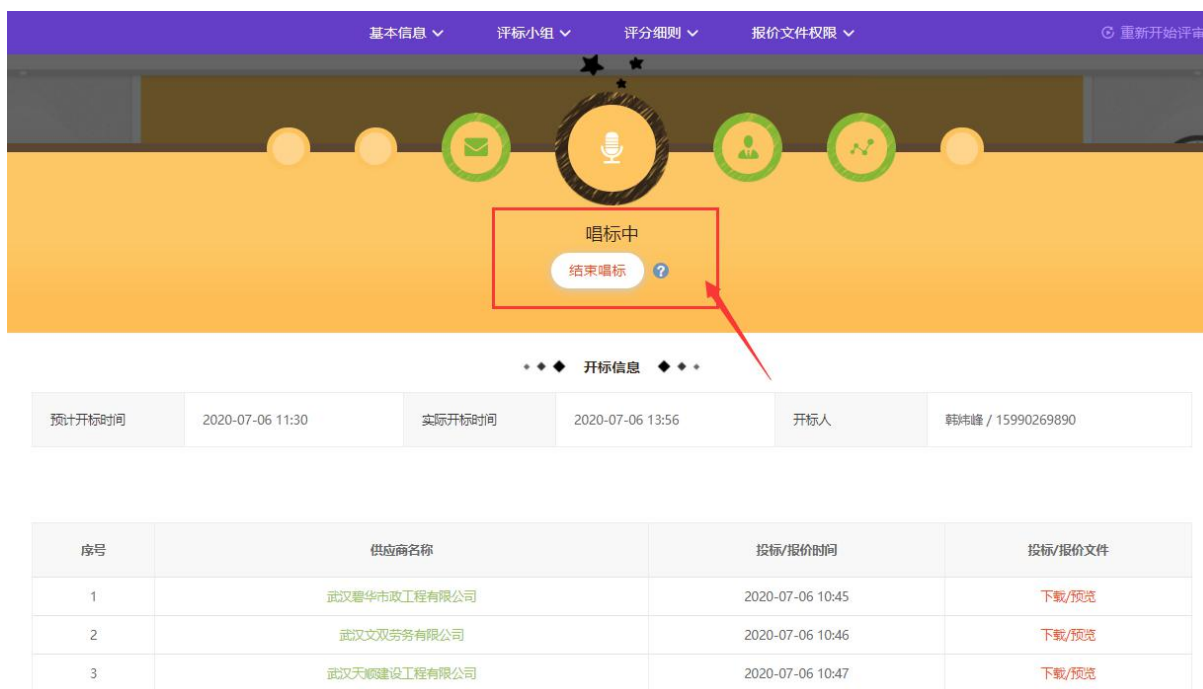 基本信息 评标小组 评分细则 报价文件权限 重新开始评审
唱标中
结束唱标 ?
开标信息
预计开标时间 2020-07-06 11:30 实际开标时间 2020-07-06 13:56 开标人 韩炜峰 / 15990269890
序号 供应商名称 投标/报价时间 投标/报价文件
1 武汉碧华市政工程有限公司 2020-07-06 10:45 下载/预览
2 武汉文双劳务有限公司 2020-07-06 10:46 下载/预览
3 武汉天顺建设工程有限公司 2020-07-06 10:47 下载/预览